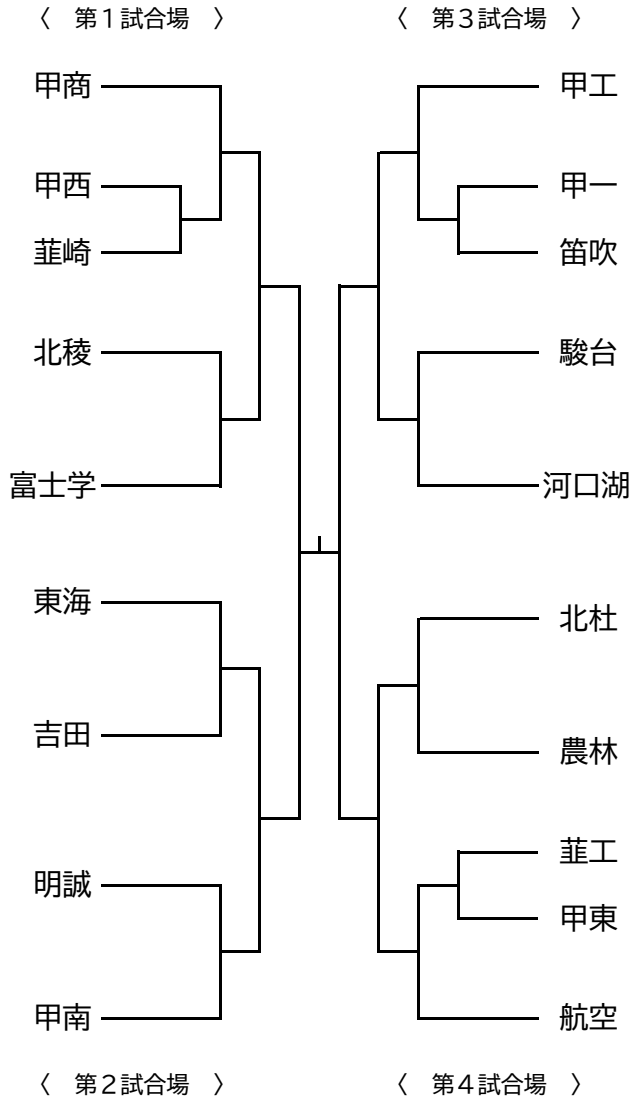 〈　第1試合場　〉
甲商
甲西
韮崎
北稜
富士学
東海
吉田
明誠
甲南
〈　第2試合場　〉
〈　第3試合場　〉
甲工
甲一
笛吹
駿台
河口湖
北杜
農林
韮工
甲東
航空
〈　第4試合場　〉